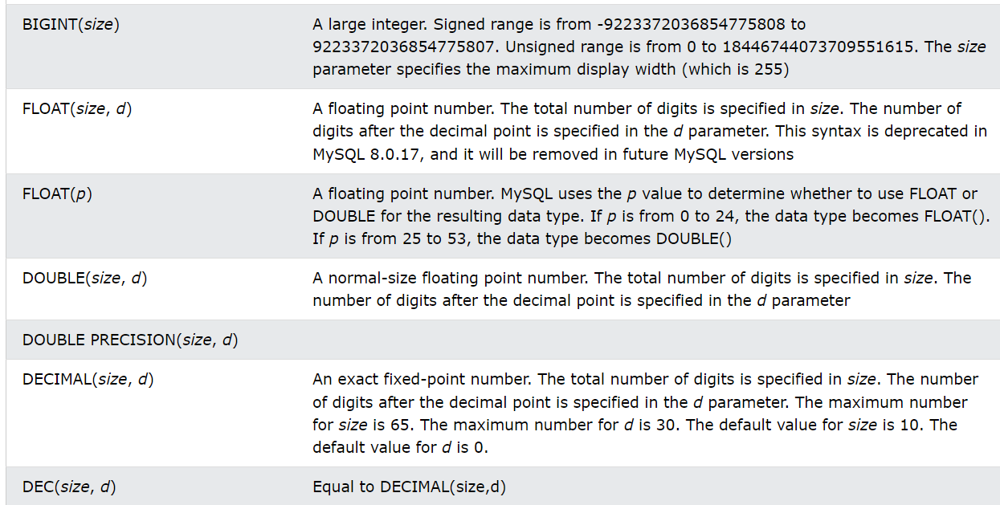 BIGINT(size)
A large integer. Signed range is from -9223372036854775808 to
9223372036854775807. Unsigned range is from 0 to 18446744073709551615. The size
parameter specifies the maximum display width (which is 255)
FLOAT(size, d)
A floating point number. The total number of digits is specified in size. The number of
digits after the decimal point is specified in the d parameter. This syntax is deprecated in
MySQL 8.0.17, and it will be removed in future MySQL versions
FLOAT(p)
A floating point number. MySQL uses the p value to determine whether to use FLOAT or
DOUBLE for the resulting data type. If p is from 0 to 24, the data type becomes FLOAT().
If p is from 25 to 53, the data type becomes DOUBLE()
DOUBLE(size, d)
A normal-size floating point number. The total number of digits is specified in size. The
number of digits after the decimal point is specified in the d parameter
DOUBLE PRECISION(size, d)
DECIMAL(size, d)
An exact fixed-point number. The total number of digits is specified in size. The number
of digits after the decimal point is specified in the d parameter. The maximum number
for size is 65. The maximum number for d is 30. The default value for size is 10. The
default value for d is 0.
DEC(size, d)
Equal to DECIMAL(size,d)